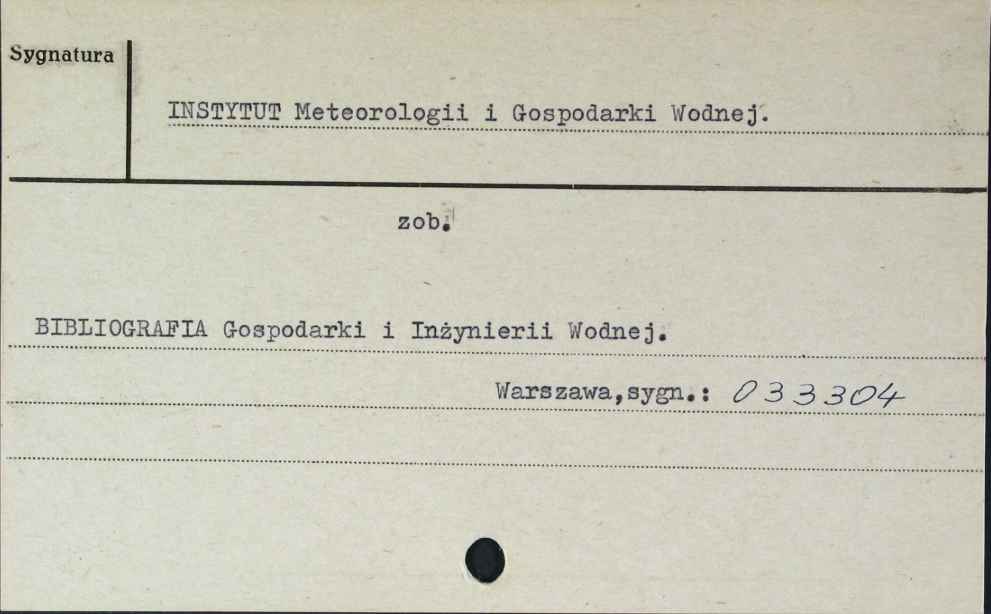 Sygnatura
INSTYTUT Meteorologii i Gospodarki Wodnej.
zob.
BIBLIOGRAFIA Gospodarki i Inżynierii Wodnej.
Warszawa,sygn.: 033304